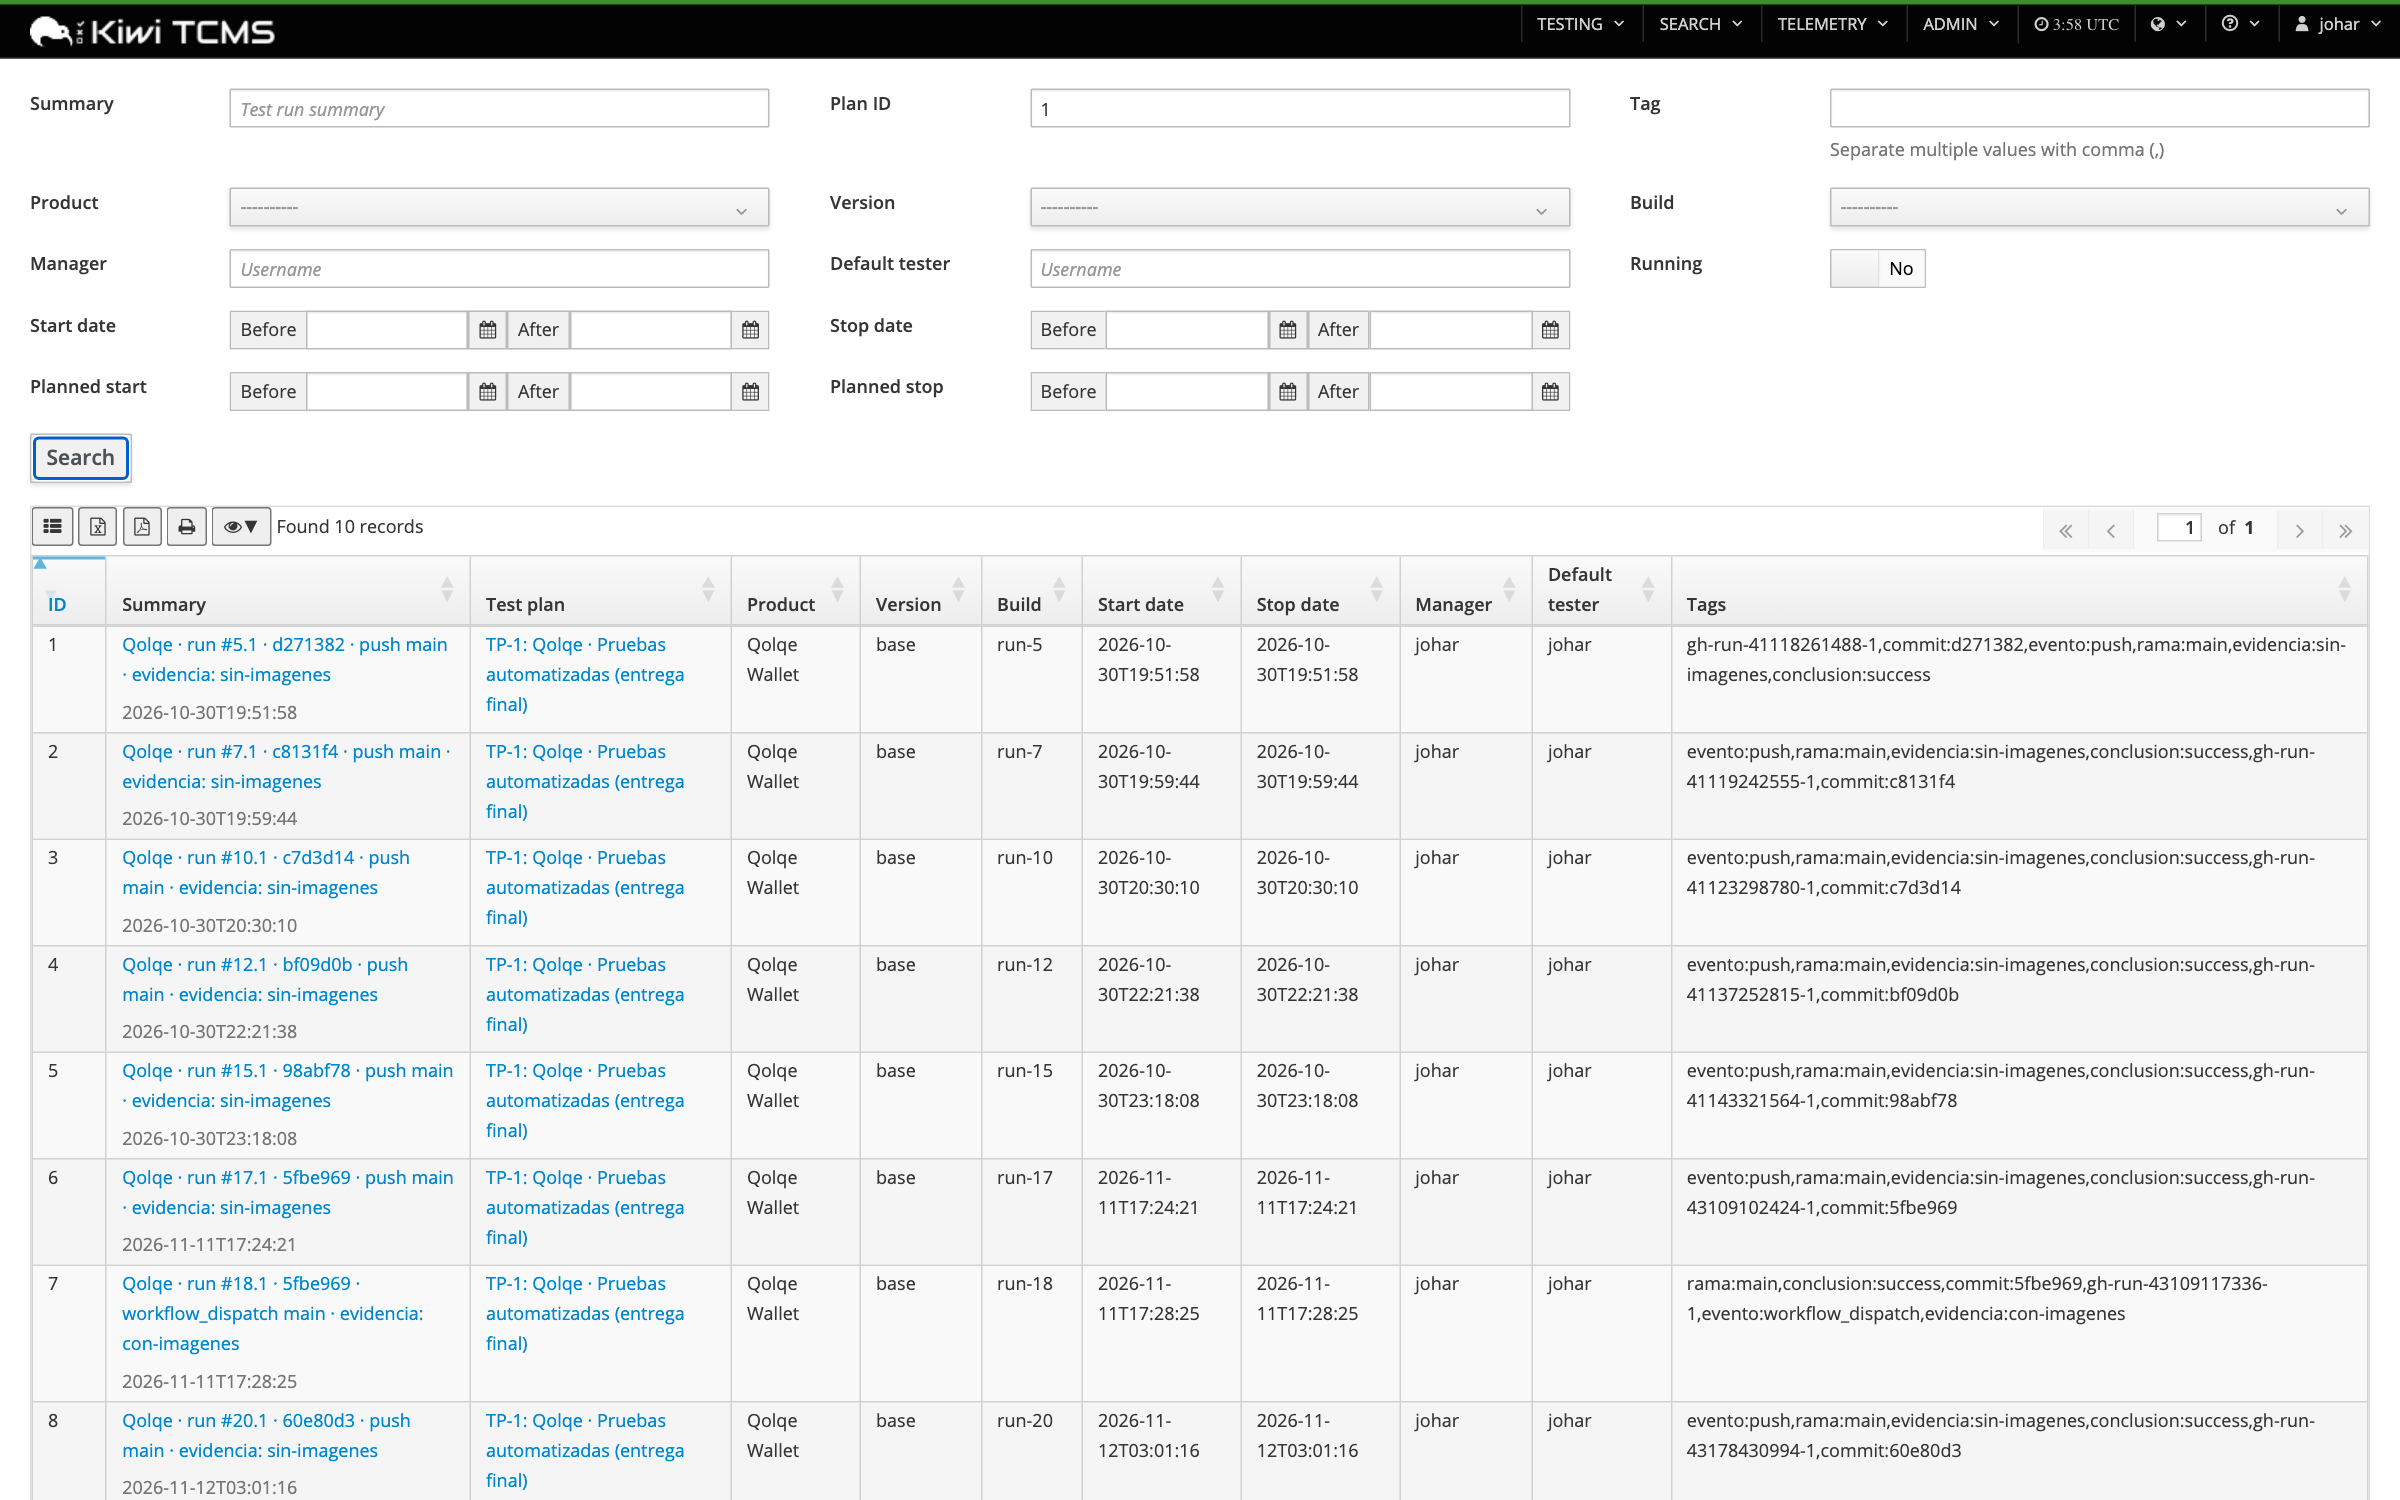 Kiwi TCMS
TESTING SEARCH TELEMETRY ADMIN 3:58 UTC johar
Summary Test run summary Plan ID 1 Tag
Separate multiple values with comma (,)
Product ---------- Version ---------- Build ----------
Manager Username Default tester Username Running No
Start date Before After Stop date Before After
Planned start Before After Planned stop Before After
Search
Found 10 records 1 of 1
ID Summary Test plan Product Version Build Start date Stop date Manager Default tester Tags
1 Qolqe · run #5.1 · d271382 · push main TP-1: Qolqe · Pruebas Qolqe base run-5 2026-10- 2026-10- johar johar gh-run-41118261488-1,commit:d271382,evento:push,rama:main,evidencia:sin-
· evidencia: sin-imagenes automatizadas (entrega Wallet 30T19:51:58 30T19:51:58 imagenes,conclusion:success
2026-10-30T19:51:58 final)
2 Qolqe · run #7.1 · c8131f4 · push main · TP-1: Qolqe · Pruebas Qolqe base run-7 2026-10- 2026-10- johar johar evento:push,rama:main,evidencia:sin-imagenes,conclusion:success,gh-run-
evidencia: sin-imagenes automatizadas (entrega Wallet 30T19:59:44 30T19:59:44 41119242555-1,commit:c8131f4
2026-10-30T19:59:44 final)
3 Qolqe · run #10.1 · c7d3d14 · push TP-1: Qolqe · Pruebas Qolqe base run-10 2026-10- 2026-10- johar johar evento:push,rama:main,evidencia:sin-imagenes,conclusion:success,gh-run-
main · evidencia: sin-imagenes automatizadas (entrega Wallet 30T20:30:10 30T20:30:10 41123298780-1,commit:c7d3d14
2026-10-30T20:30:10 final)
4 Qolqe · run #12.1 · bf09d0b · push TP-1: Qolqe · Pruebas Qolqe base run-12 2026-10- 2026-10- johar johar evento:push,rama:main,evidencia:sin-imagenes,conclusion:success,gh-run-
main · evidencia: sin-imagenes automatizadas (entrega Wallet 30T22:21:38 30T22:21:38 41137252815-1,commit:bf09d0b
2026-10-30T22:21:38 final)
5 Qolqe · run #15.1 · 98abf78 · push main TP-1: Qolqe · Pruebas Qolqe base run-15 2026-10- 2026-10- johar johar evento:push,rama:main,evidencia:sin-imagenes,conclusion:success,gh-run-
· evidencia: sin-imagenes automatizadas (entrega Wallet 30T23:18:08 30T23:18:08 41143321564-1,commit:98abf78
2026-10-30T23:18:08 final)
6 Qolqe · run #17.1 · 5fbe969 · push main TP-1: Qolqe · Pruebas Qolqe base run-17 2026-11- 2026-11- johar johar evento:push,rama:main,evidencia:sin-imagenes,conclusion:success,gh-run-
· evidencia: sin-imagenes automatizadas (entrega Wallet 11T17:24:21 11T17:24:21 43109102424-1,commit:5fbe969
2026-11-11T17:24:21 final)
7 Qolqe · run #18.1 · 5fbe969 · TP-1: Qolqe · Pruebas Qolqe base run-18 2026-11- 2026-11- johar johar rama:main,conclusion:success,commit:5fbe969,gh-run-43109117336-
workflow_dispatch main · evidencia: automatizadas (entrega Wallet 11T17:28:25 11T17:28:25 1,evento:workflow_dispatch,evidencia:con-imagenes
con-imagenes final)
2026-11-11T17:28:25
8 Qolqe · run #20.1 · 60e80d3 · push TP-1: Qolqe · Pruebas Qolqe base run-20 2026-11- 2026-11- johar johar evento:push,rama:main,evidencia:sin-imagenes,conclusion:success,gh-run-
main · evidencia: sin-imagenes automatizadas (entrega Wallet 12T03:01:16 12T03:01:16 43178430994-1,commit:60e80d3
2026-11-12T03:01:16 final)